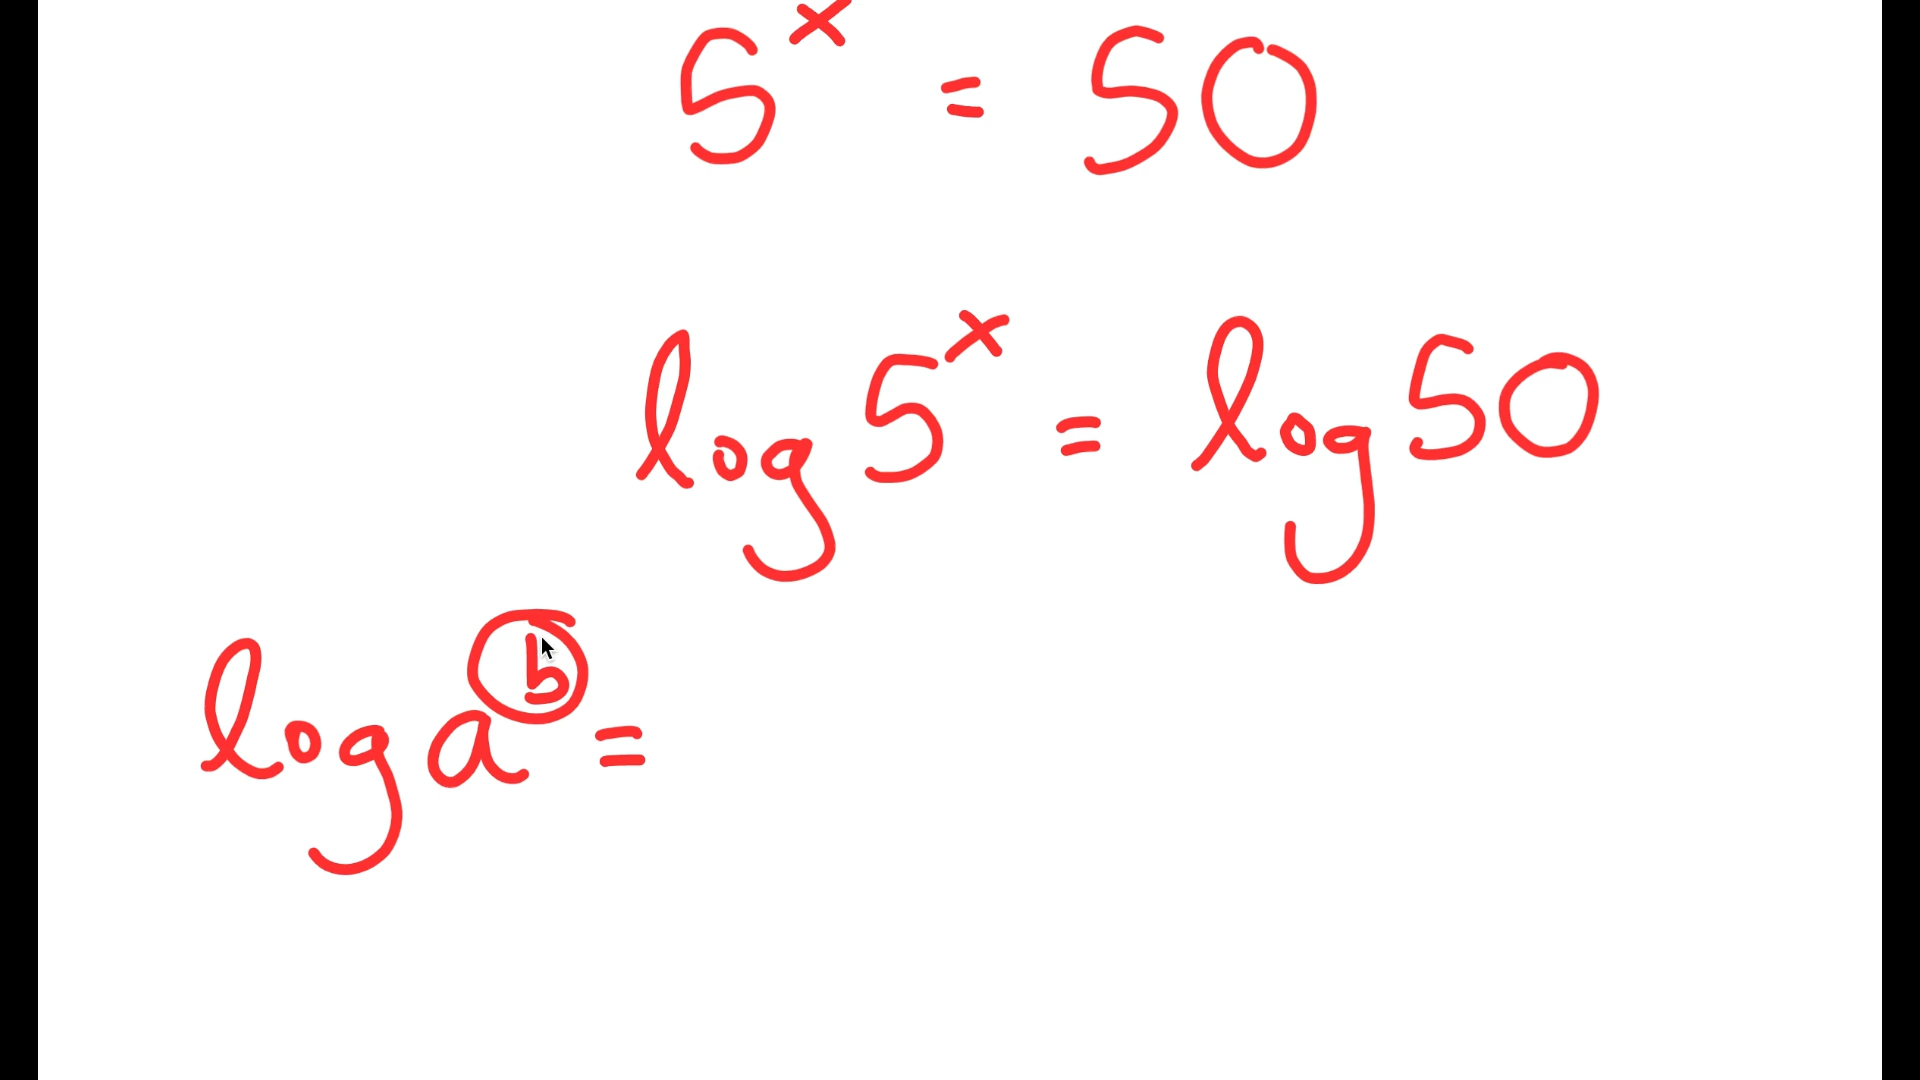 5^x = 50
log 5^x = log 50
log a^b =